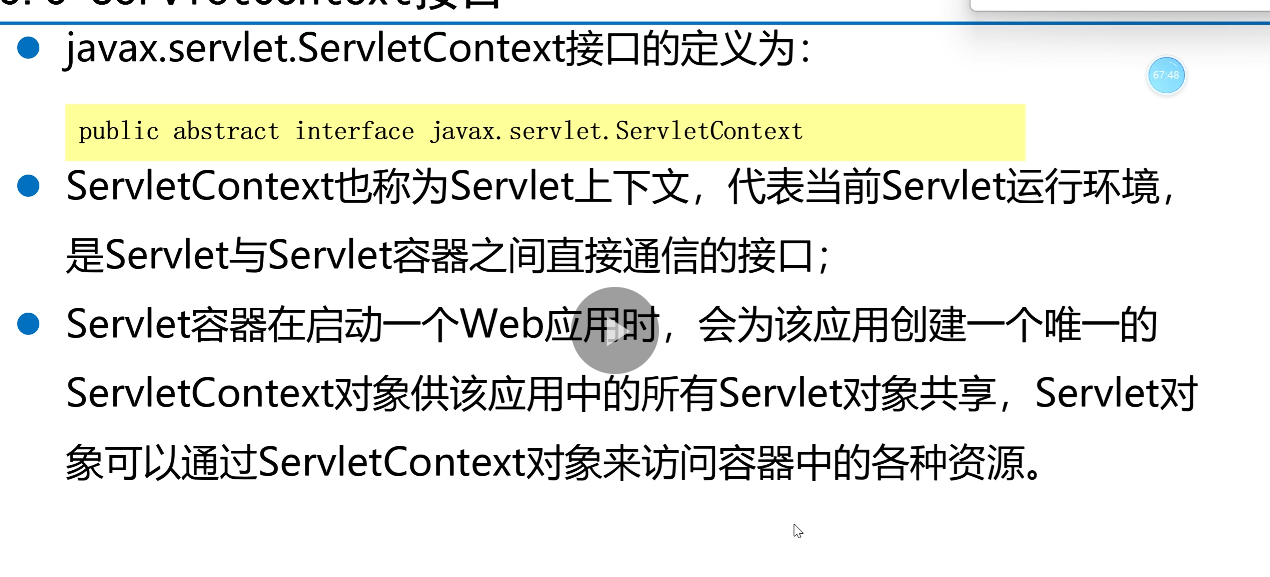 ServletContext接口
javax.servlet.ServletContext接口的定义为：
67:48
public abstract interface javax.servlet.ServletContext
ServletContext也称为Servlet上下文，代表当前Servlet运行环境，
是Servlet与Servlet容器之间直接通信的接口；
Servlet容器在启动一个Web应用时，会为该应用创建一个唯一的
ServletContext对象供该应用中的所有Servlet对象共享，Servlet对
象可以通过ServletContext对象来访问容器中的各种资源。